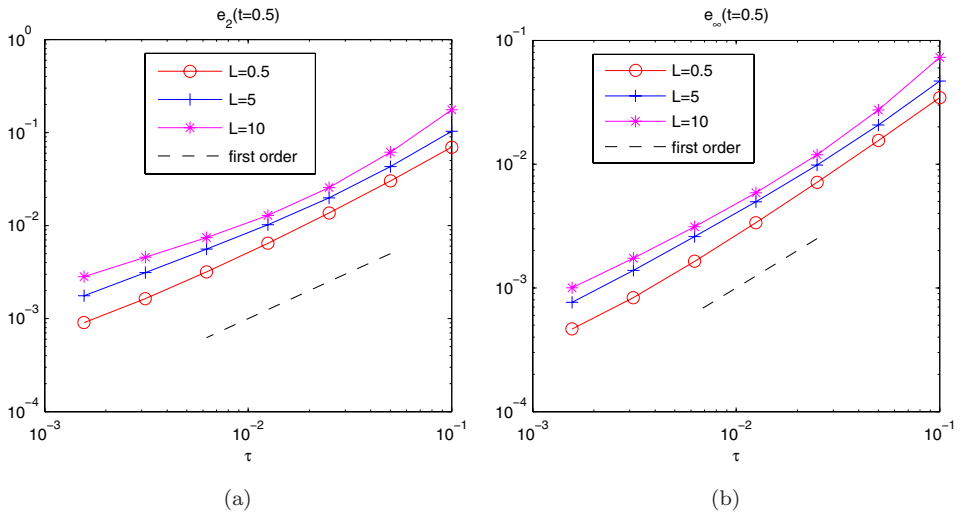 e₂(t=0.5)
10⁰
10⁻¹
10⁻²
10⁻³
10⁻⁴
L=0.5
L=5
L=10
first order
10⁻³
10⁻²
10⁻¹
τ
(a)
e∞(t=0.5)
10⁻¹
10⁻²
10⁻³
10⁻⁴
L=0.5
L=5
L=10
first order
10⁻³
10⁻²
10⁻¹
τ
(b)